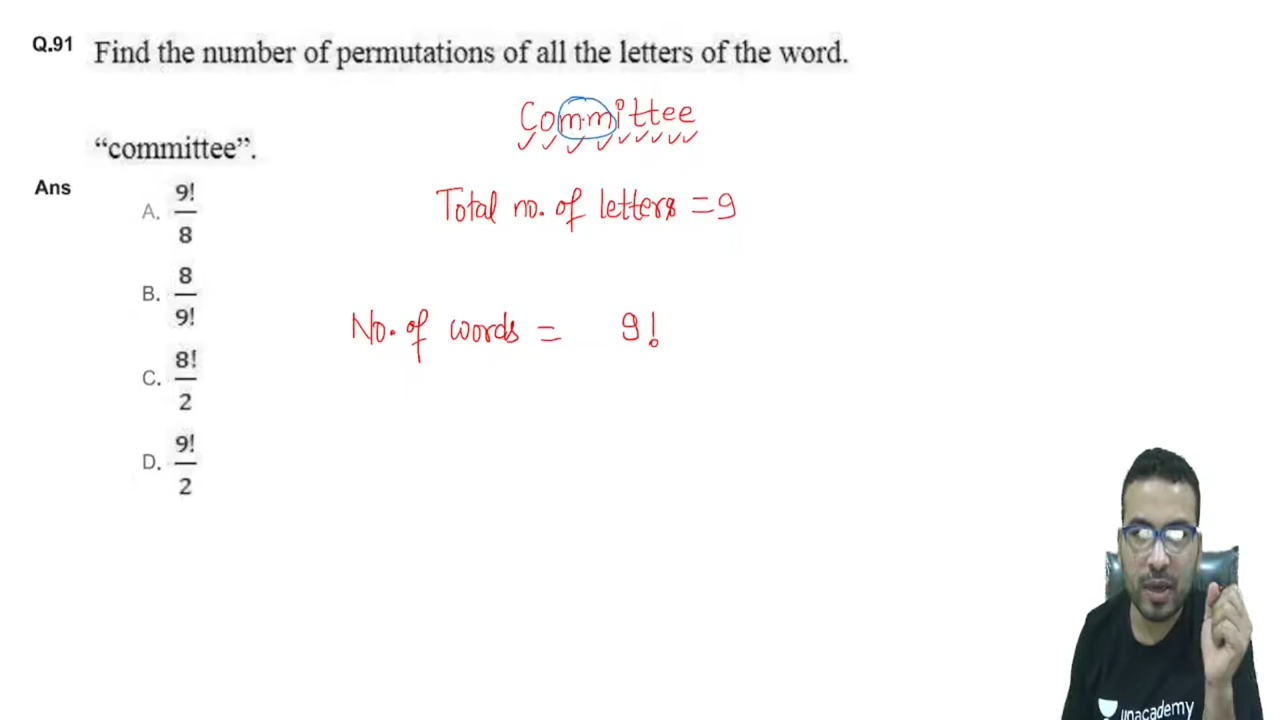 Q.91 Find the number of permutations of all the letters of the word.
Committee
“committee”.
Ans
A. 9!/8
Total no. of letters = 9
B. 8/9!
No. of words = 9!
C. 8!/2
D. 9!/2
unacademy